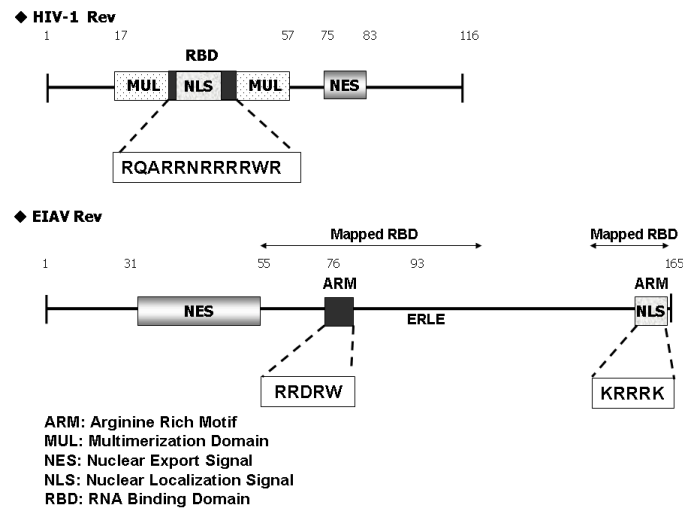 ◆ HIV-1 Rev
1 17 57 75 83 116
RBD
MUL NLS MUL NES
RQARRNRRRRWR
◆ EIAV Rev
Mapped RBD Mapped RBD
1 31 55 76 93 165
ARM ARM
NES NLS
ERLE
RRDRW KRRRK
ARM: Arginine Rich Motif
MUL: Multimerization Domain
NES: Nuclear Export Signal
NLS: Nuclear Localization Signal
RBD: RNA Binding Domain